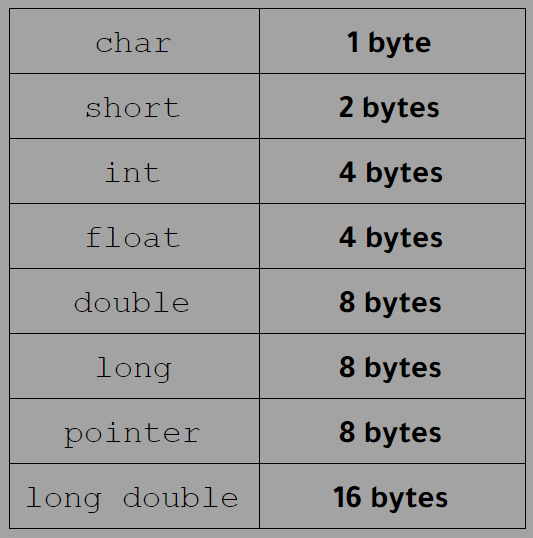 char 1 byte
short 2 bytes
int 4 bytes
float 4 bytes
double 8 bytes
long 8 bytes
pointer 8 bytes
long double 16 bytes